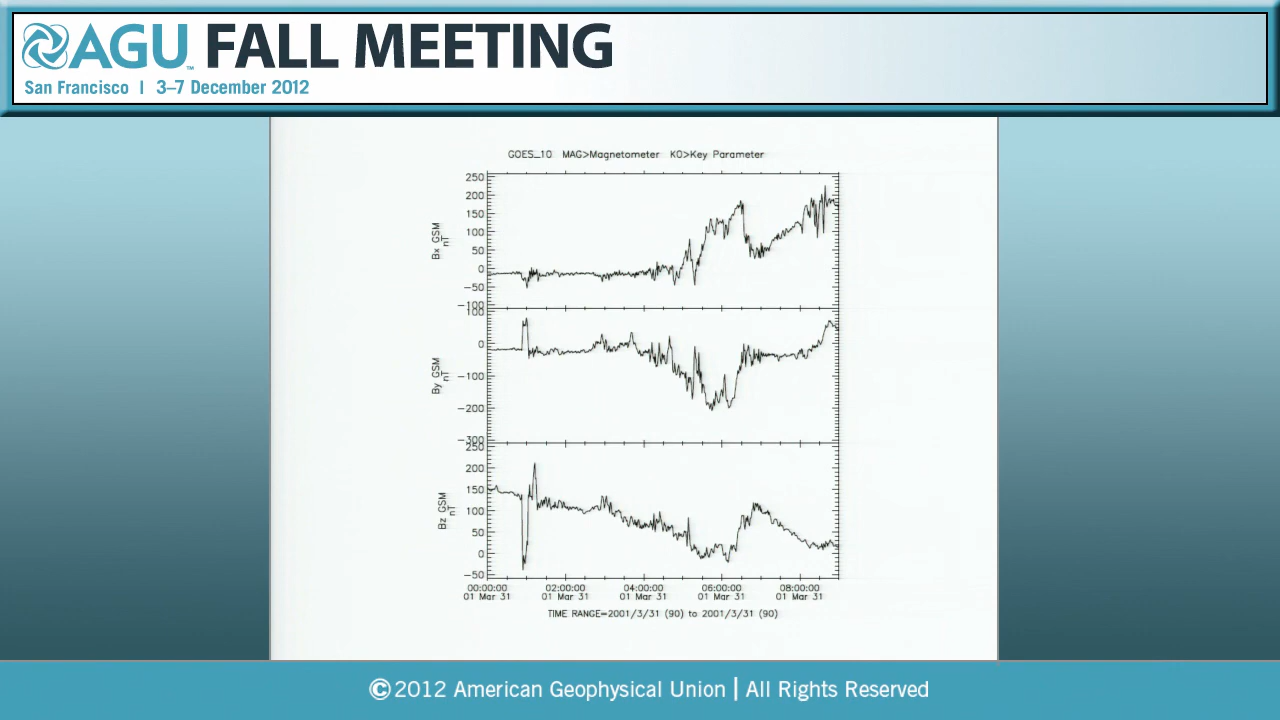 AGU™ FALL MEETING
San Francisco | 3–7 December 2012
GOES_10 MAG>Magnetometer K0>Key Parameter
250
200
150
100
50
0
−50
−100
Bx GSM
nT
100
0
−100
−200
−300
By GSM
nT
250
200
150
100
50
0
−50
Bz GSM
nT
00:00:00 02:00:00 04:00:00 06:00:00 08:00:00
01 Mar 31 01 Mar 31 01 Mar 31 01 Mar 31 01 Mar 31
TIME RANGE=2001/3/31 (90) to 2001/3/31 (90)
©2012 American Geophysical Union | All Rights Reserved